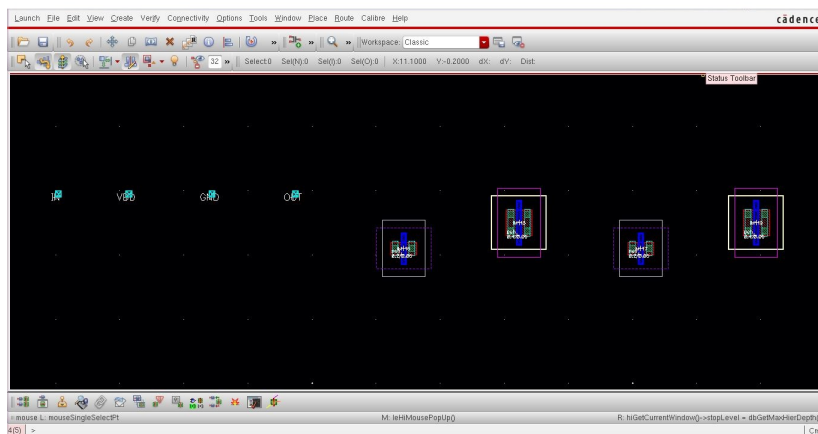 Launch File Edit View Create Verify Connectivity Options Tools Window Place Route Calibre Help
cādence
» » » Workspace: Classic
32 » Select:0 Sel(N):0 Sel(I):0 Sel(O):0 X:11.1000 Y:-0.2000 dX: dY: Dist:
Status Toolbar
IN VDD GND OUT
mouse L: mouseSingleSelectPt M: leHiMousePopUp() R: hiGetCurrentWindow()->stopLevel = dbGetMaxHierDepth(
4(5) >